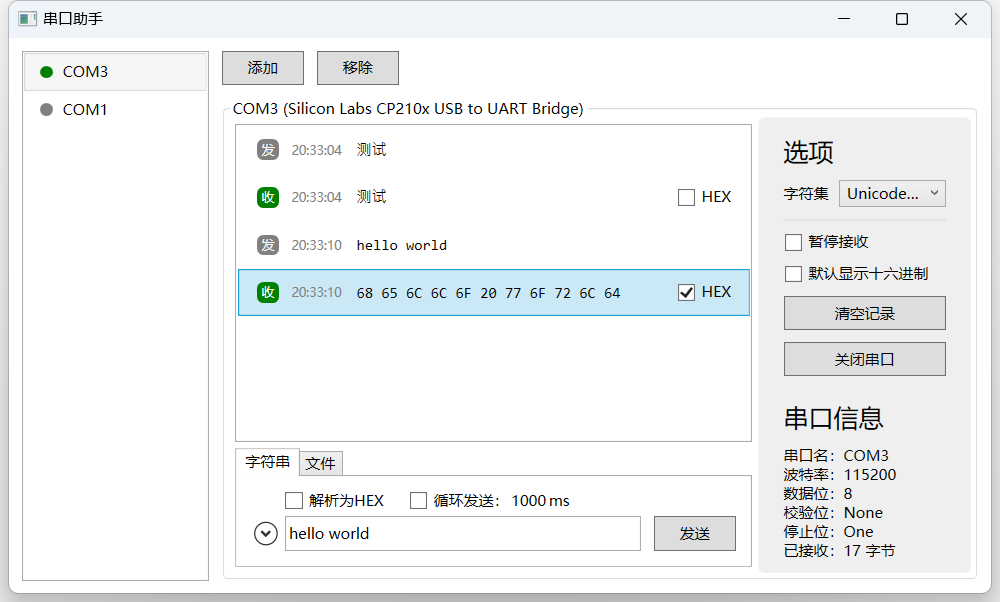 串口助手
COM3
COM1
添加 移除
COM3 (Silicon Labs CP210x USB to UART Bridge)
发 20:33:04 测试
收 20:33:04 测试 HEX
发 20:33:10 hello world
收 20:33:10 68 65 6C 6C 6F 20 77 6F 72 6C 64 HEX
字符串 文件
解析为HEX 循环发送: 1000 ms
hello world 发送
选项
字符集 Unicode...
暂停接收
默认显示十六进制
清空记录
关闭串口
串口信息
串口名: COM3
波特率: 115200
数据位: 8
校验位: None
停止位: One
已接收: 17 字节